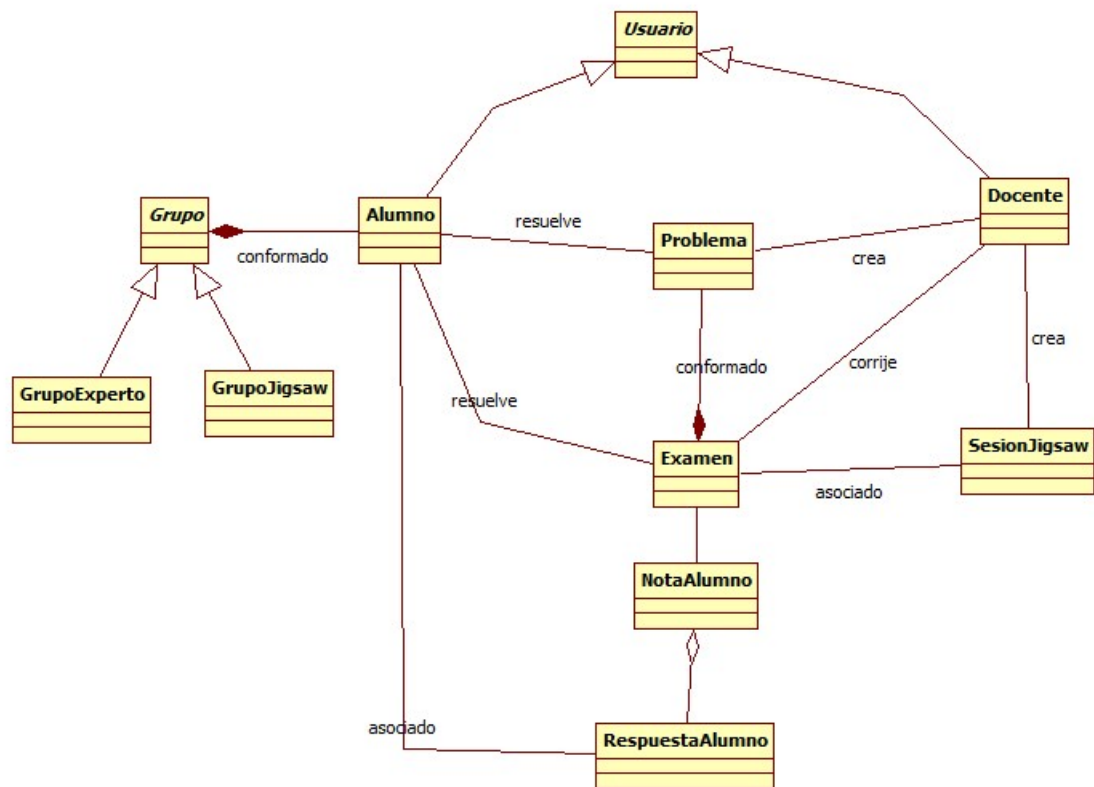 Usuario
Docente
Grupo
Alumno
resuelve
Problema
conformado
crea
crea
conformado
corrije
GrupoExperto
GrupoJigsaw
resuelve
Examen
SesionJigsaw
asociado
NotaAlumno
asociado
RespuestaAlumno